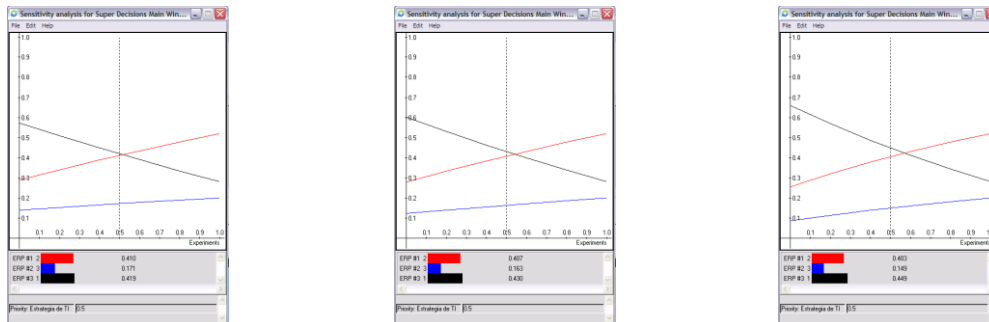 Sensitivity analysis for Super Decisions Main Win...
File Edit Help
1.0
0.9
0.8
0.7
0.6
0.5
0.4
0.3
0.2
0.1
0.1 0.2 0.3 0.4 0.5 0.6 0.7 0.8 0.9 1.0
Experiments
ERP #1 2 0.410
ERP #2 3 0.171
ERP #3 1 0.419
Priority: Estrategia de TI 0.5
Sensitivity analysis for Super Decisions Main Win...
File Edit Help
1.0
0.9
0.8
0.7
0.6
0.5
0.4
0.3
0.2
0.1
0.1 0.2 0.3 0.4 0.5 0.6 0.7 0.8 0.9 1.0
Experiments
ERP #1 2 0.407
ERP #2 3 0.163
ERP #3 1 0.430
Priority: Estrategia de TI 0.5
Sensitivity analysis for Super Decisions Main Win...
File Edit Help
1.0
0.9
0.8
0.7
0.6
0.5
0.4
0.3
0.2
0.1
0.1 0.2 0.3 0.4 0.5 0.6 0.7 0.8 0.9 1.0
Experiments
ERP #1 2 0.403
ERP #2 3 0.149
ERP #3 1 0.449
Priority: Estrategia de TI 0.5